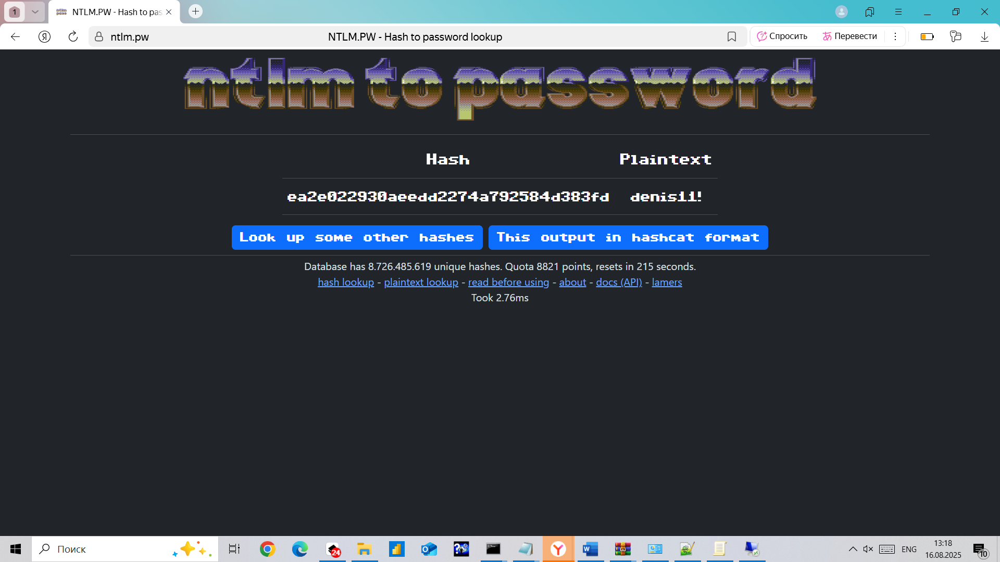 1
NTLM.PW - Hash to pas
ntlm.pw
NTLM.PW - Hash to password lookup
Спросить
Перевести
ntlm to password
Hash Plaintext
ea2e022930aeedd2274a792584d383fd denis11!
Look up some other hashes
This output in hashcat format
Database has 8.726.485.619 unique hashes. Quota 8821 points, resets in 215 seconds.
hash lookup - plaintext lookup - read before using - about - docs (API) - lamers
Took 2.76ms
Поиск
24
ENG
13:18
16.08.2025
10